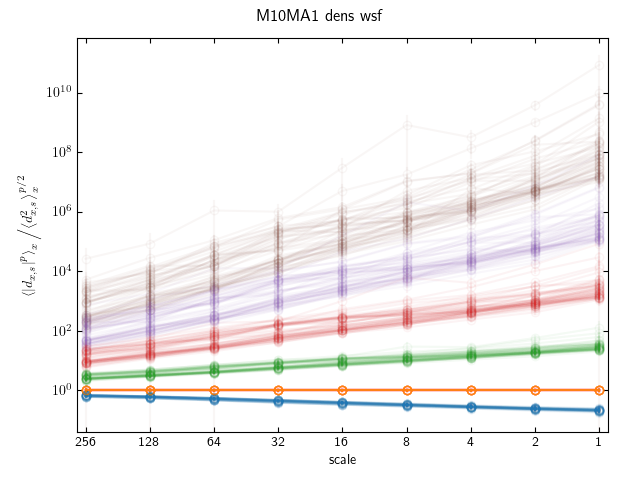 M10MA1 dens wsf
10^10
10^8
10^6
10^4
10^2
10^0
⟨|d_{x,s}|^p⟩_x / ⟨d^2_{x,s}⟩_x^{p/2}
256 128 64 32 16 8 4 2 1
scale